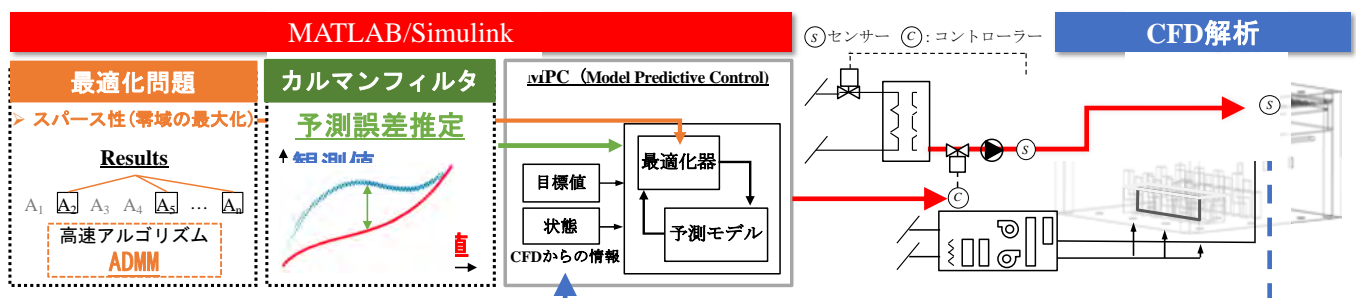 MATLAB/Simulink
最適化問題
➢ スパース性(零域の最大化)
Results
A1 A2 A3 A4 A5 … An
高速アルゴリズム
ADMM
カルマンフィルタ
予測誤差推定
観測値
値
MPC（Model Predictive Control)
目標値
状態
CFDからの情報
最適化器
予測モデル
S センサー C : コントローラー
S
C
CFD解析
S